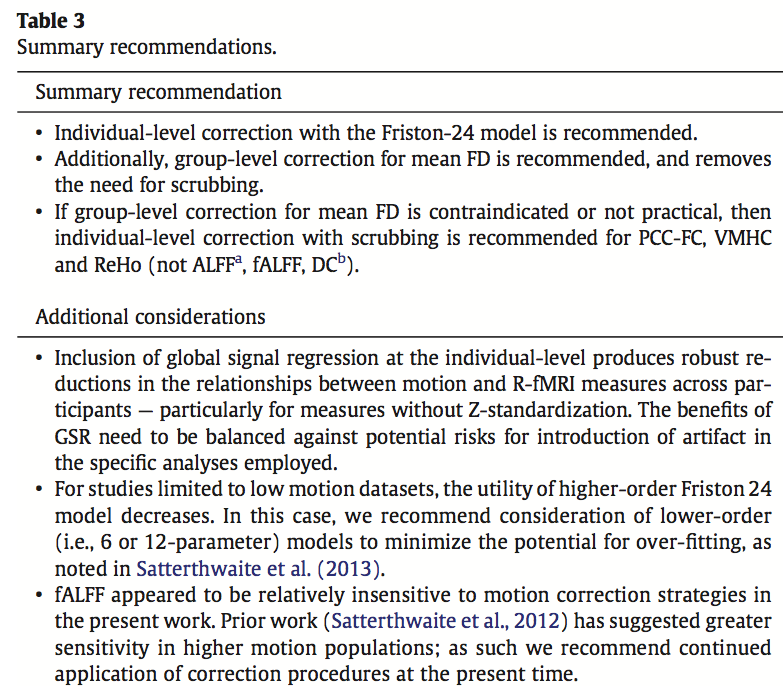 Table 3
Summary recommendations.
Summary recommendation
• Individual-level correction with the Friston-24 model is recommended.
• Additionally, group-level correction for mean FD is recommended, and removes
the need for scrubbing.
• If group-level correction for mean FD is contraindicated or not practical, then
individual-level correction with scrubbing is recommended for PCC-FC, VMHC
and ReHo (not ALFFa, fALFF, DCb).
Additional considerations
• Inclusion of global signal regression at the individual-level produces robust re-
ductions in the relationships between motion and R-fMRI measures across par-
ticipants — particularly for measures without Z-standardization. The benefits of
GSR need to be balanced against potential risks for introduction of artifact in
the specific analyses employed.
• For studies limited to low motion datasets, the utility of higher-order Friston 24
model decreases. In this case, we recommend consideration of lower-order
(i.e., 6 or 12-parameter) models to minimize the potential for over-fitting, as
noted in Satterthwaite et al. (2013).
• fALFF appeared to be relatively insensitive to motion correction strategies in
the present work. Prior work (Satterthwaite et al., 2012) has suggested greater
sensitivity in higher motion populations; as such we recommend continued
application of correction procedures at the present time.